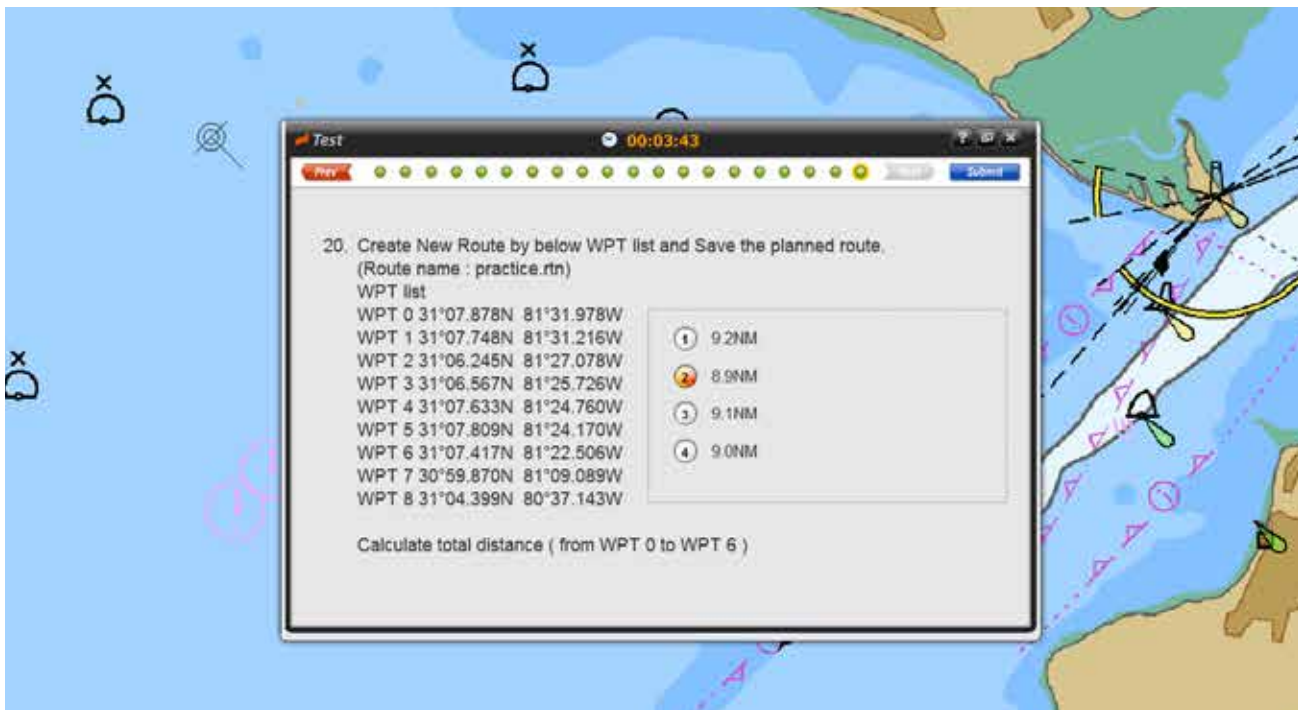 Test 00:03:43
Prev Submit
20. Create New Route by below WPT list and Save the planned route.
(Route name : practice.rtn)
WPT list
WPT 0 31°07.878N 81°31.978W
WPT 1 31°07.748N 81°31.216W
WPT 2 31°06.245N 81°27.078W
WPT 3 31°06.567N 81°25.726W
WPT 4 31°07.633N 81°24.760W
WPT 5 31°07.809N 81°24.170W
WPT 6 31°07.417N 81°22.506W
WPT 7 30°59.870N 81°09.089W
WPT 8 31°04.399N 80°37.143W
1 9.2NM
2 8.9NM
3 9.1NM
4 9.0NM
Calculate total distance ( from WPT 0 to WPT 6 )